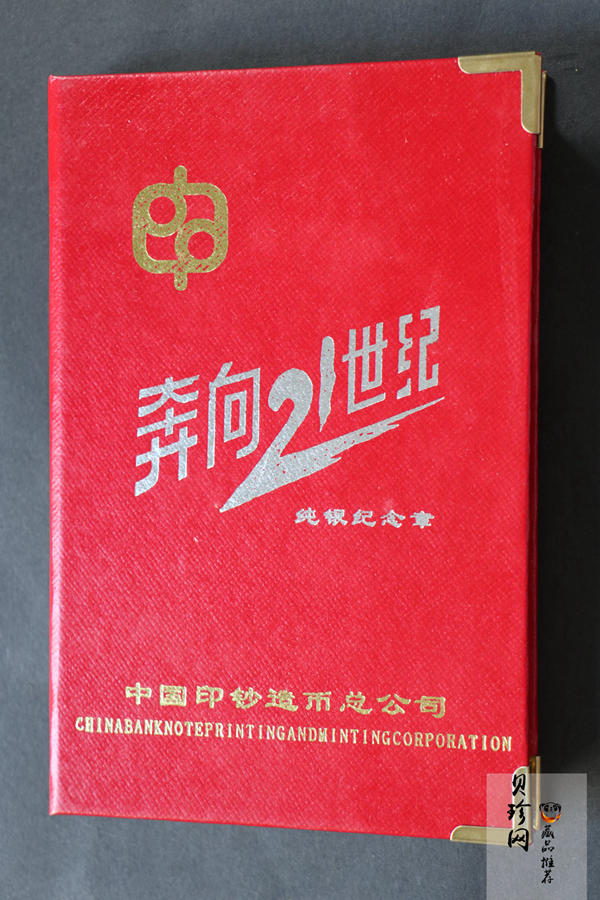 奔向21世纪
纯银纪念章
中国印钞造币总公司
CHINABANKNOTEPRINTINGANDMINTINGCORPORATION
贝珍网
藏品推荐